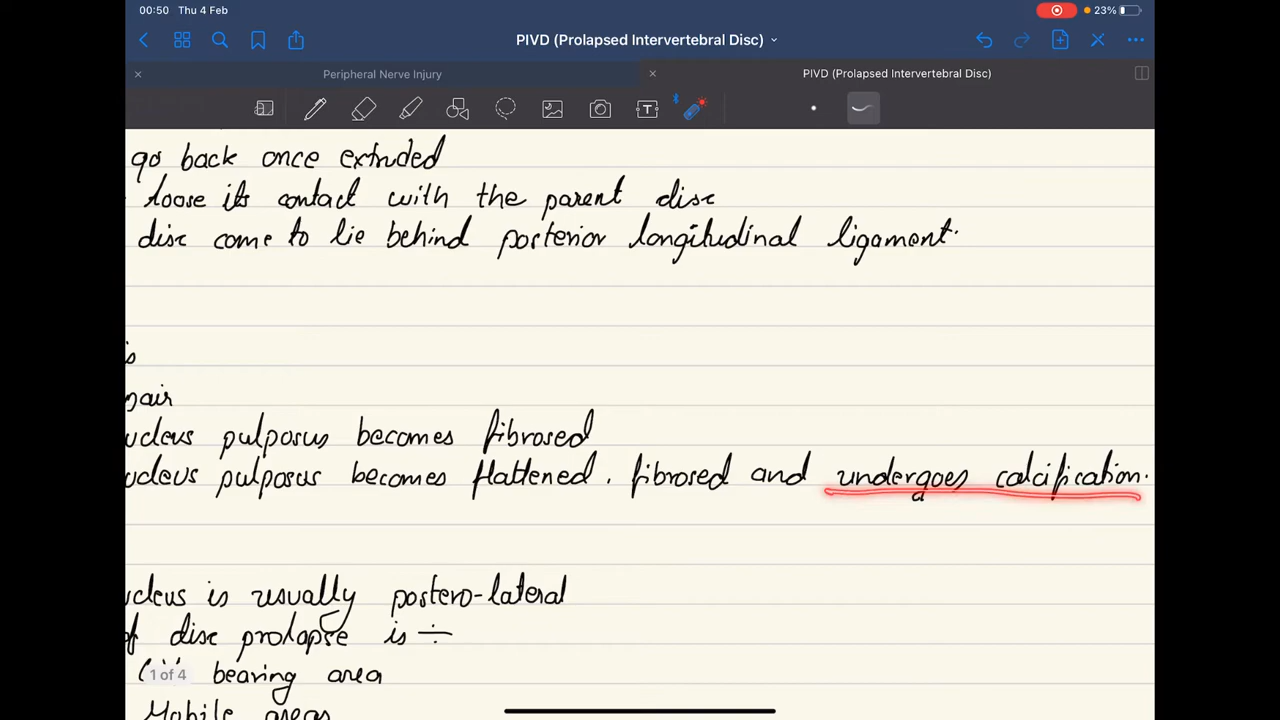 00:50 Thu 4 Feb
23%
PIVD (Prolapsed Intervertebral Disc)
Peripheral Nerve Injury
PIVD (Prolapsed Intervertebral Disc)
go back once extruded
loose its contact with the parent disc
disc come to lie behind posterior longitudinal ligament.
is
pair
ucleus pulposus becomes fibrosed
ucleus pulposus becomes flattened, fibrosed and undergoes calcification.
ucleus is usually postero-lateral
of disc prolapse is ÷
1 of 4 bearing area
Mobile areas